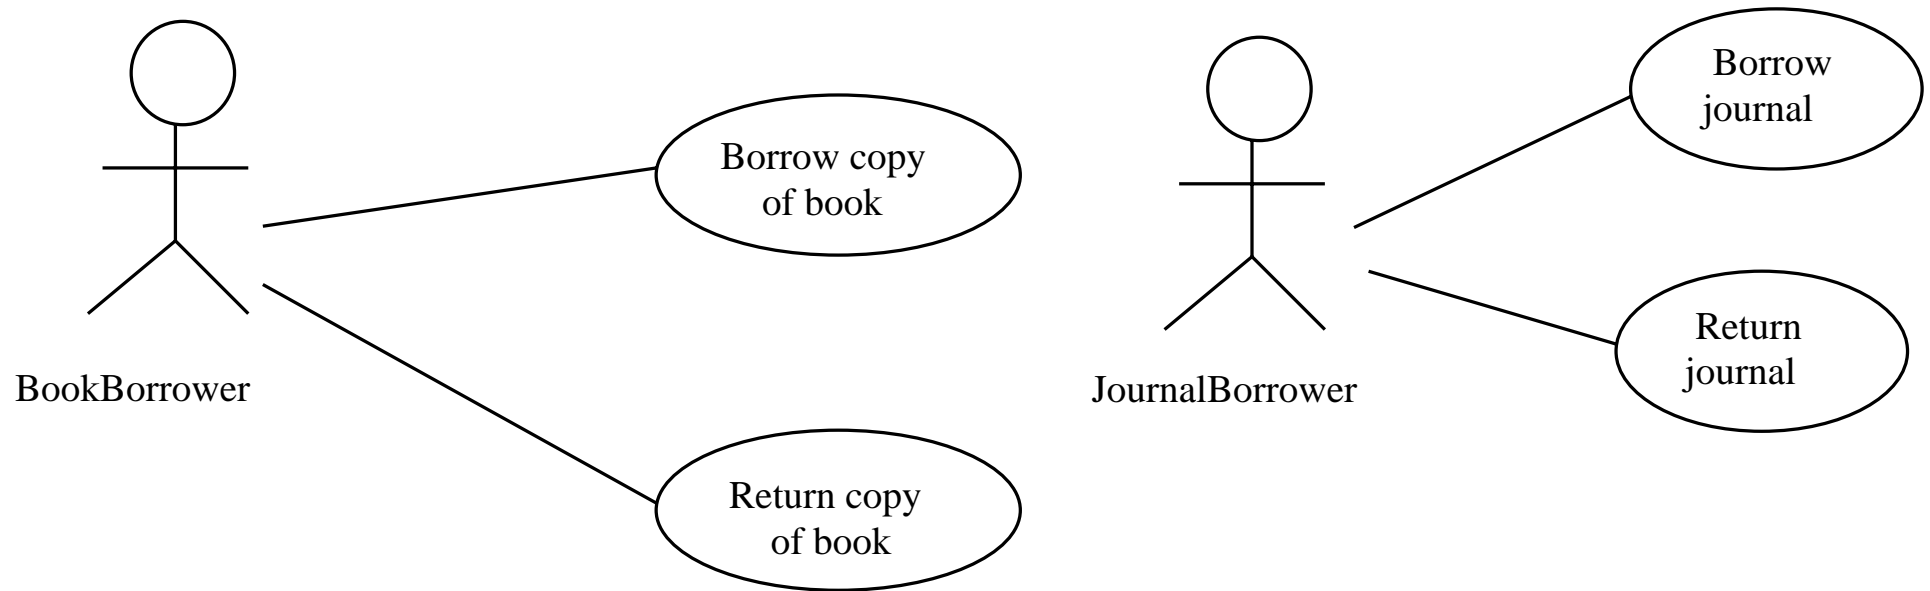 Borrow copy
of book
BookBorrower
Return copy
of book
Borrow
journal
Return
journal
JournalBorrower